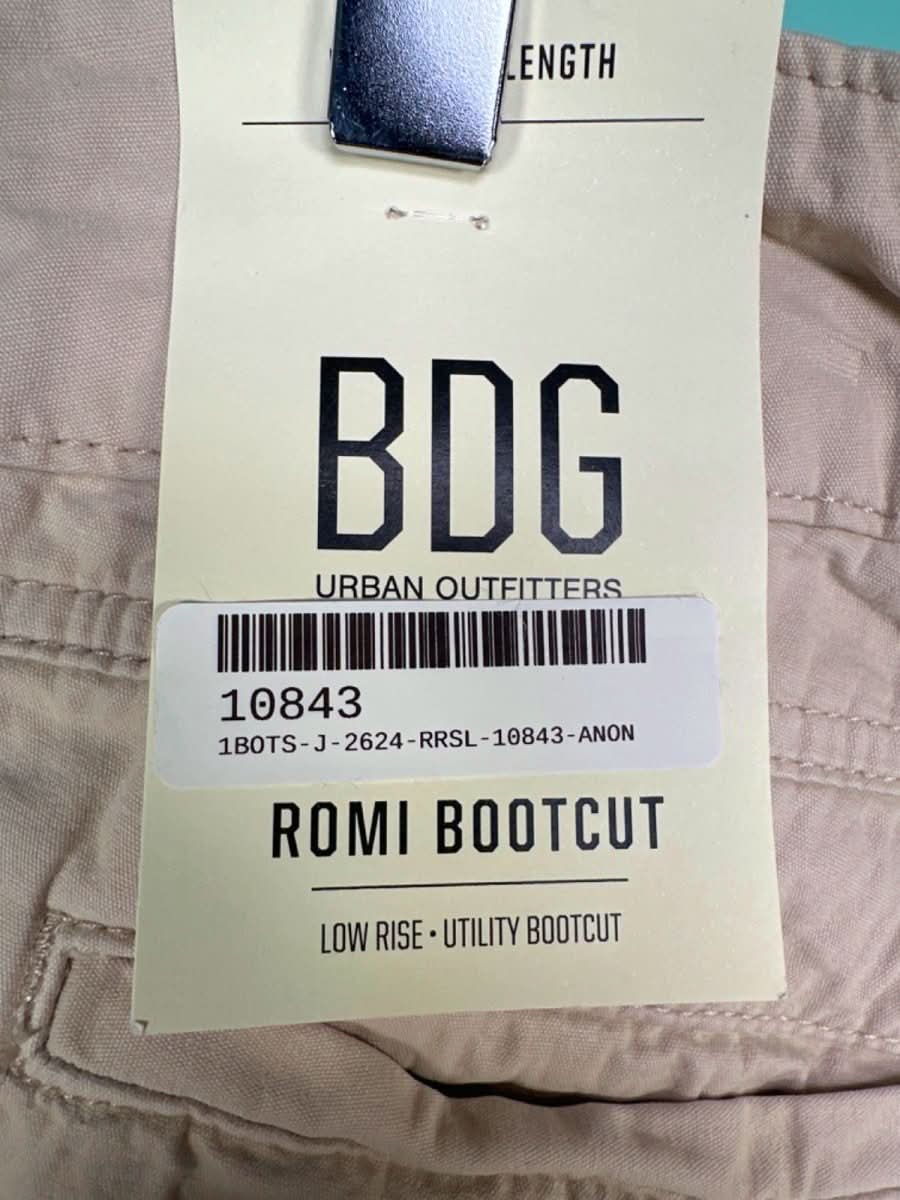 LENGTH
BDG
URBAN OUTFITTERS
10843
1BOTS-J-2624-RRSL-10843-ANON
ROMI BOOTCUT
LOW RISE • UTILITY BOOTCUT